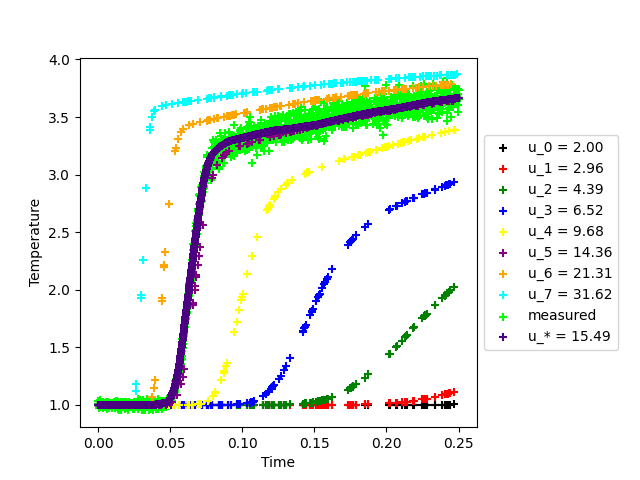 4.0
3.5
3.0
2.5
2.0
1.5
1.0
Temperature
0.00 0.05 0.10 0.15 0.20 0.25
Time
u_0 = 2.00
u_1 = 2.96
u_2 = 4.39
u_3 = 6.52
u_4 = 9.68
u_5 = 14.36
u_6 = 21.31
u_7 = 31.62
measured
u_* = 15.49